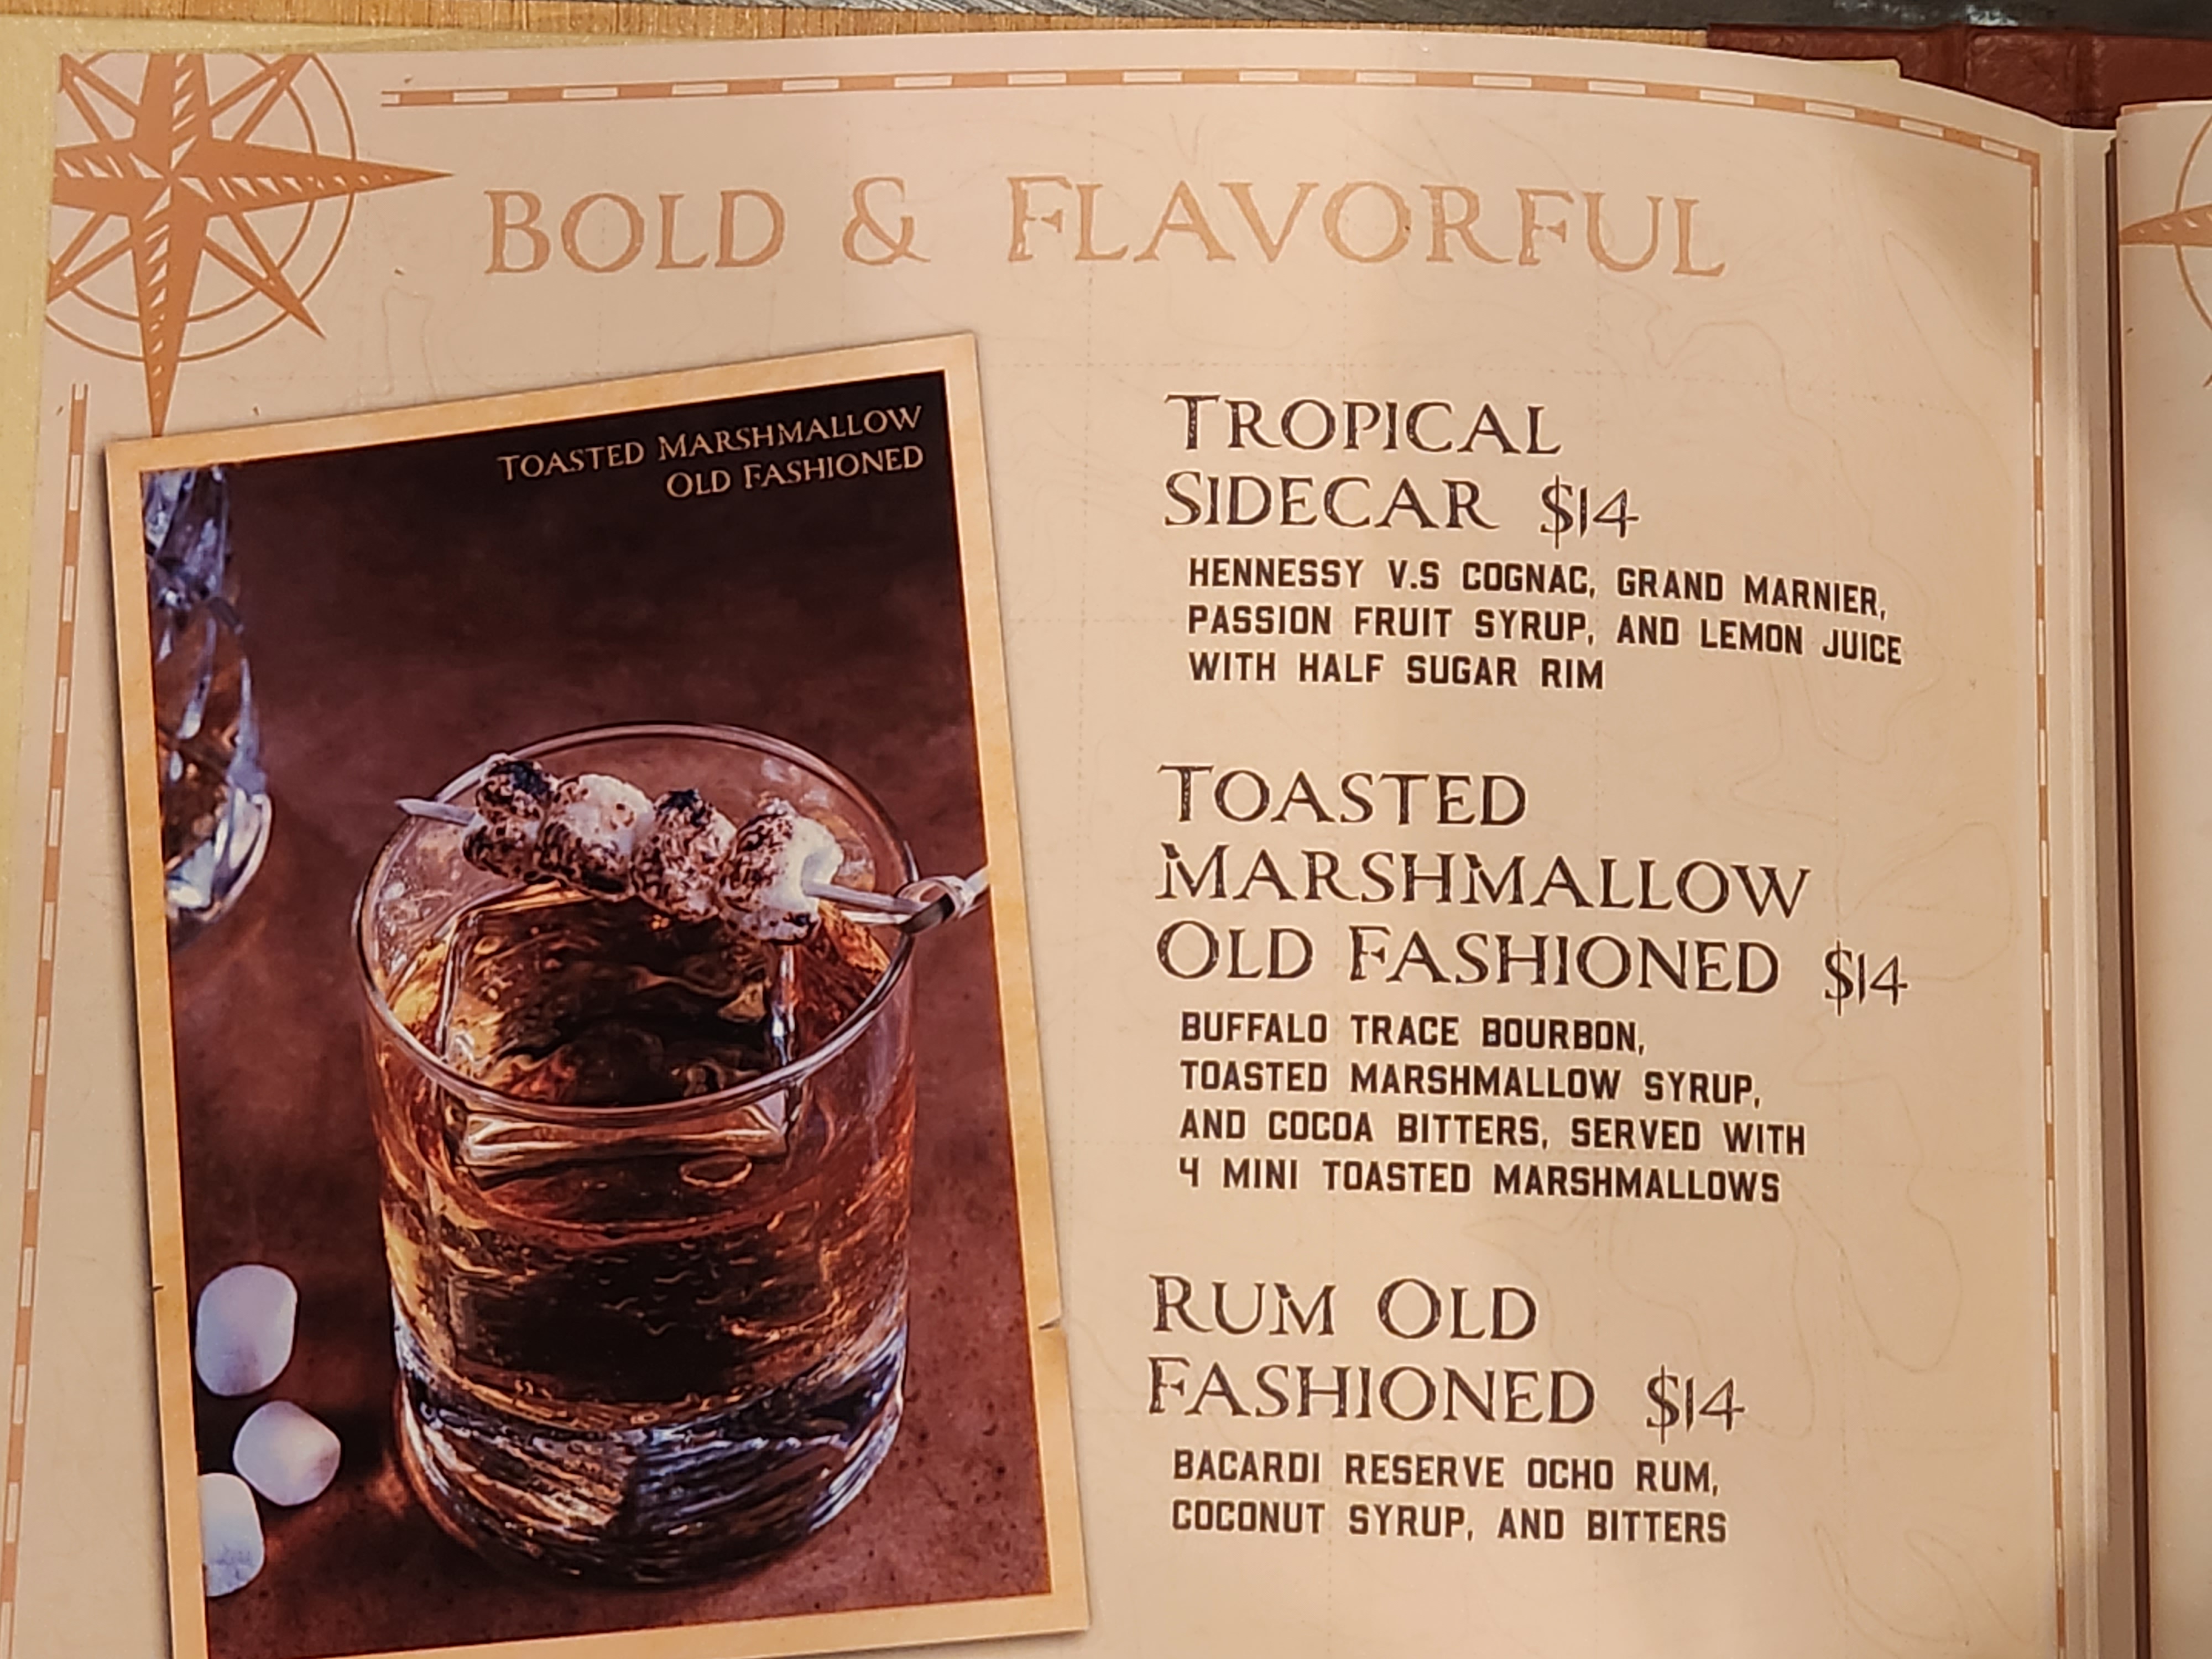 BOLD & FLAVORFUL
TOASTED MARSHMALLOW
OLD FASHIONED
TROPICAL
SIDECAR $14
HENNESSY V.S COGNAC, GRAND MARNIER,
PASSION FRUIT SYRUP, AND LEMON JUICE
WITH HALF SUGAR RIM
TOASTED
MARSHMALLOW
OLD FASHIONED $14
BUFFALO TRACE BOURBON,
TOASTED MARSHMALLOW SYRUP,
AND COCOA BITTERS, SERVED WITH
4 MINI TOASTED MARSHMALLOWS
RUM OLD
FASHIONED $14
BACARDI RESERVE OCHO RUM,
COCONUT SYRUP, AND BITTERS